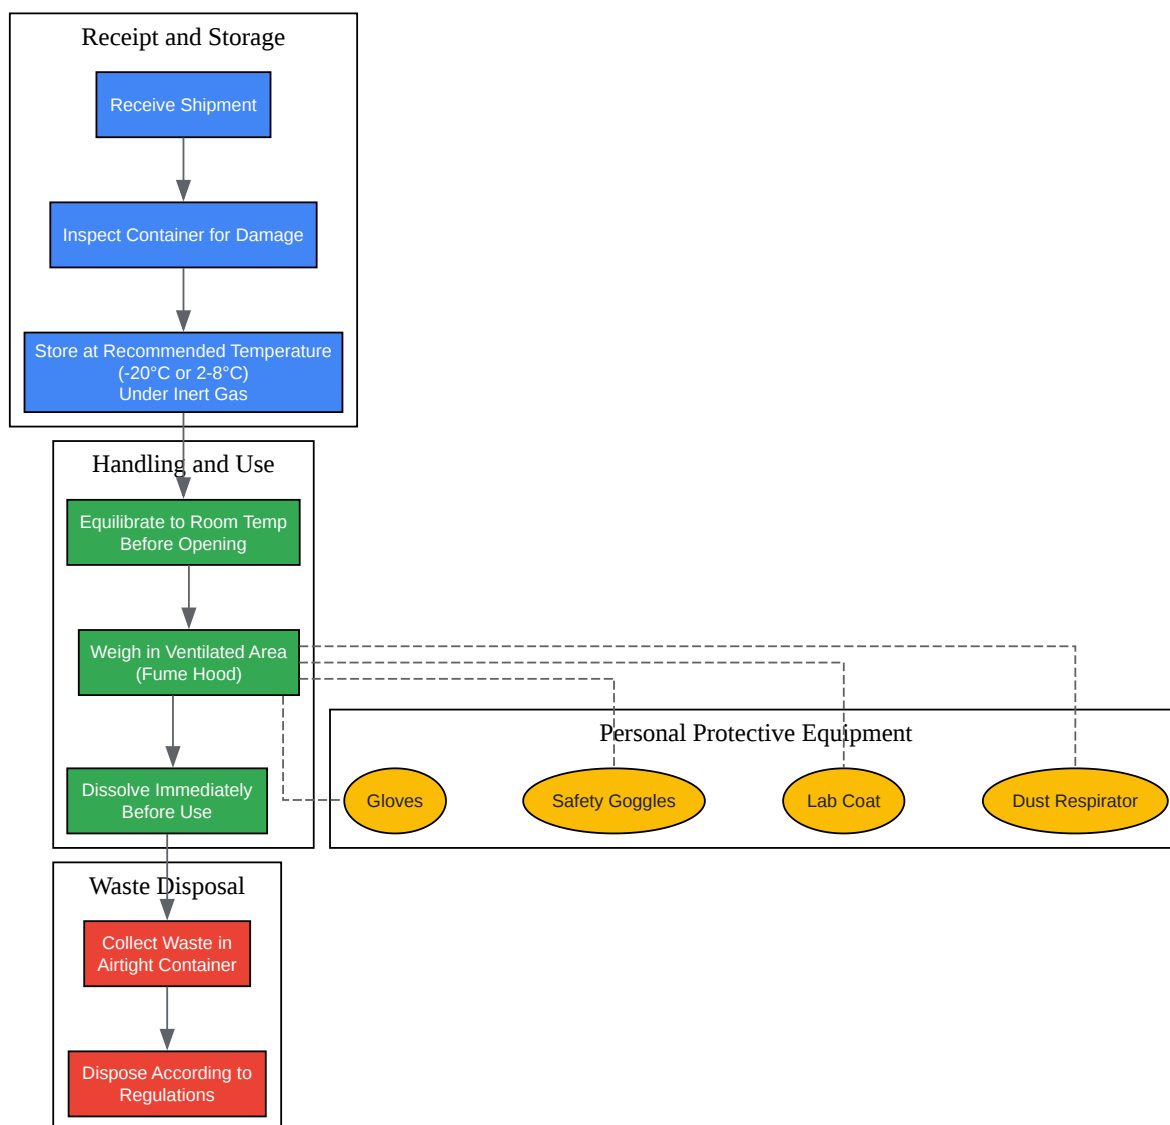 Receipt and Storage
Receive Shipment
Inspect Container for Damage
Store at Recommended Temperature
(-20°C or 2-8°C)
Under Inert Gas
Handling and Use
Equilibrate to Room Temp
Before Opening
Weigh in Ventilated Area
(Fume Hood)
Dissolve Immediately
Before Use
Personal Protective Equipment
Gloves
Safety Goggles
Lab Coat
Dust Respirator
Waste Disposal
Collect Waste in
Airtight Container
Dispose According to
Regulations